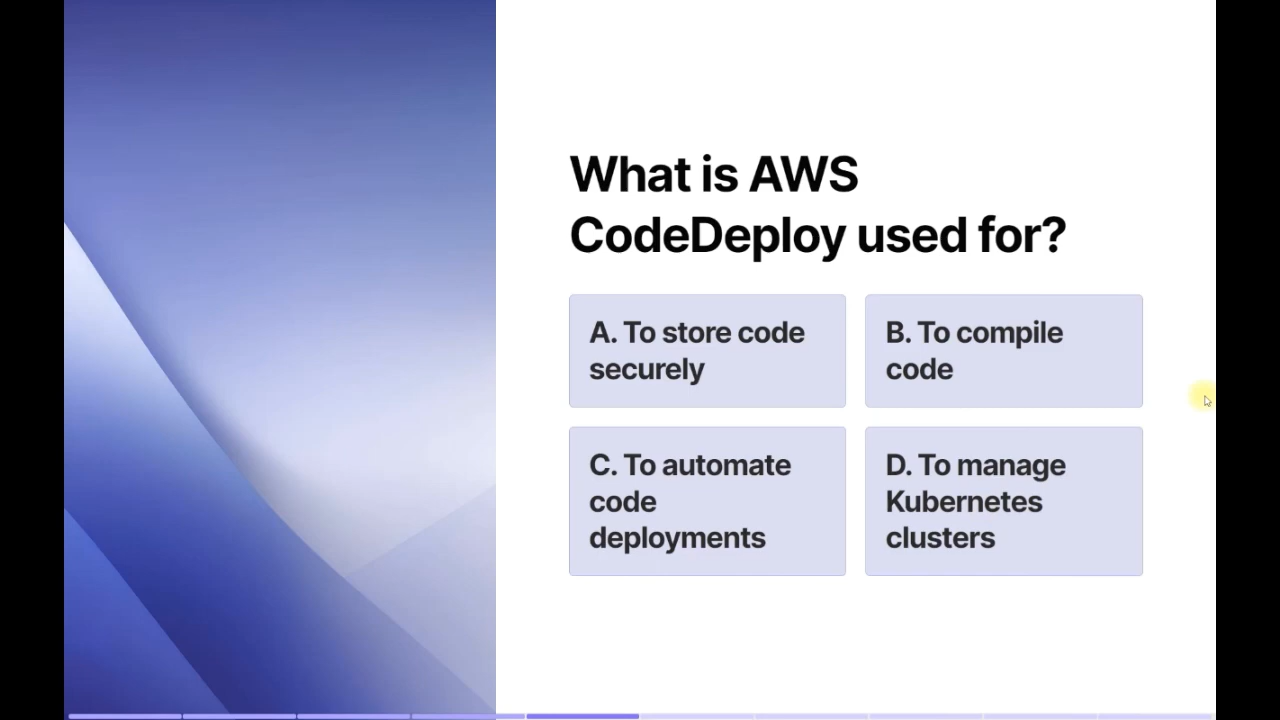 What is AWS
CodeDeploy used for?
A. To store code
securely
B. To compile
code
C. To automate
code
deployments
D. To manage
Kubernetes
clusters